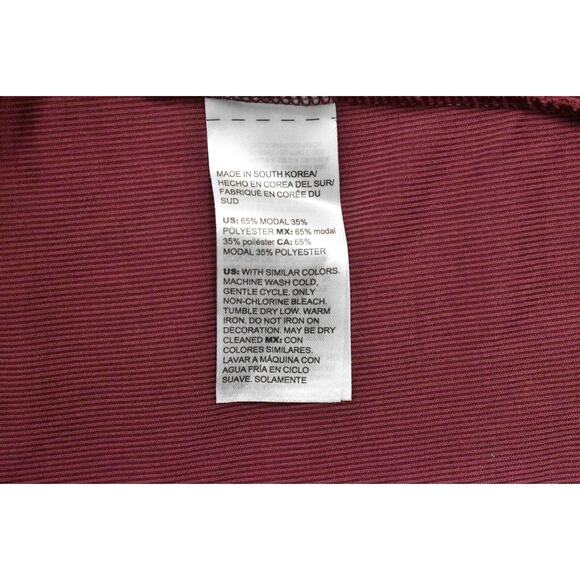 MADE IN SOUTH KOREA/
HECHO EN COREA DEL SUR/
FABRIQUÉ EN CORÉE DU
SUD
US: 65% MODAL 35%
POLYESTER MX: 65% modal
35% poliéster CA: 65%
MODAL 35% POLYESTER
US: WITH SIMILAR COLORS.
MACHINE WASH COLD,
GENTLE CYCLE. ONLY
NON-CHLORINE BLEACH.
TUMBLE DRY LOW. WARM
IRON. DO NOT IRON ON
DECORATION. MAY BE DRY
CLEANED MX: CON
COLORES SIMILARES.
LAVAR A MÁQUINA CON
AGUA FRÍA EN CICLO
SUAVE. SOLAMENTE